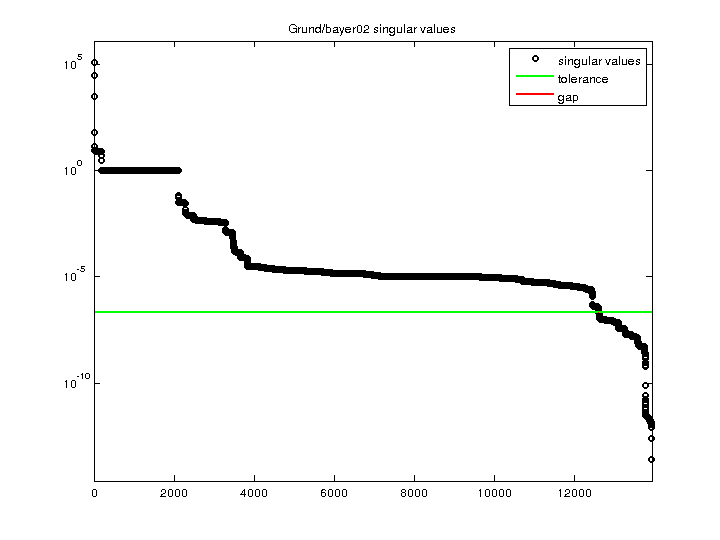 Grund/bayer02 singular values
singular values
tolerance
gap
10^5
10^0
10^-5
10^-10
0 2000 4000 6000 8000 10000 12000